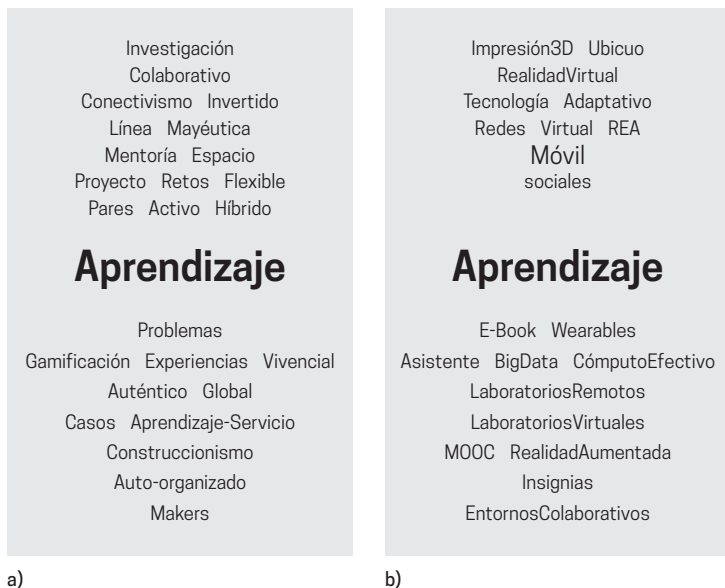 Investigación
Colaborativo
Conectivismo Invertido
Línea Mayéutica
Mentoría Espacio
Proyecto Retos Flexible
Pares Activo Híbrido
Aprendizaje
Problemas
Gamificación Experiencias Vivencial
Auténtico Global
Casos Aprendizaje-Servicio
Construccionismo
Auto-organizado
Makers
a)
Impresión3D Ubicuo
RealidadVirtual
Tecnología Adaptativo
Redes Virtual REA
Móvil
sociales
Aprendizaje
E-Book Wearables
Asistente BigData CómputoEfectivo
LaboratoriosRemotos
LaboratoriosVirtuales
MOOC RealidadAumentada
Insignias
EntornosColaborativos
b)